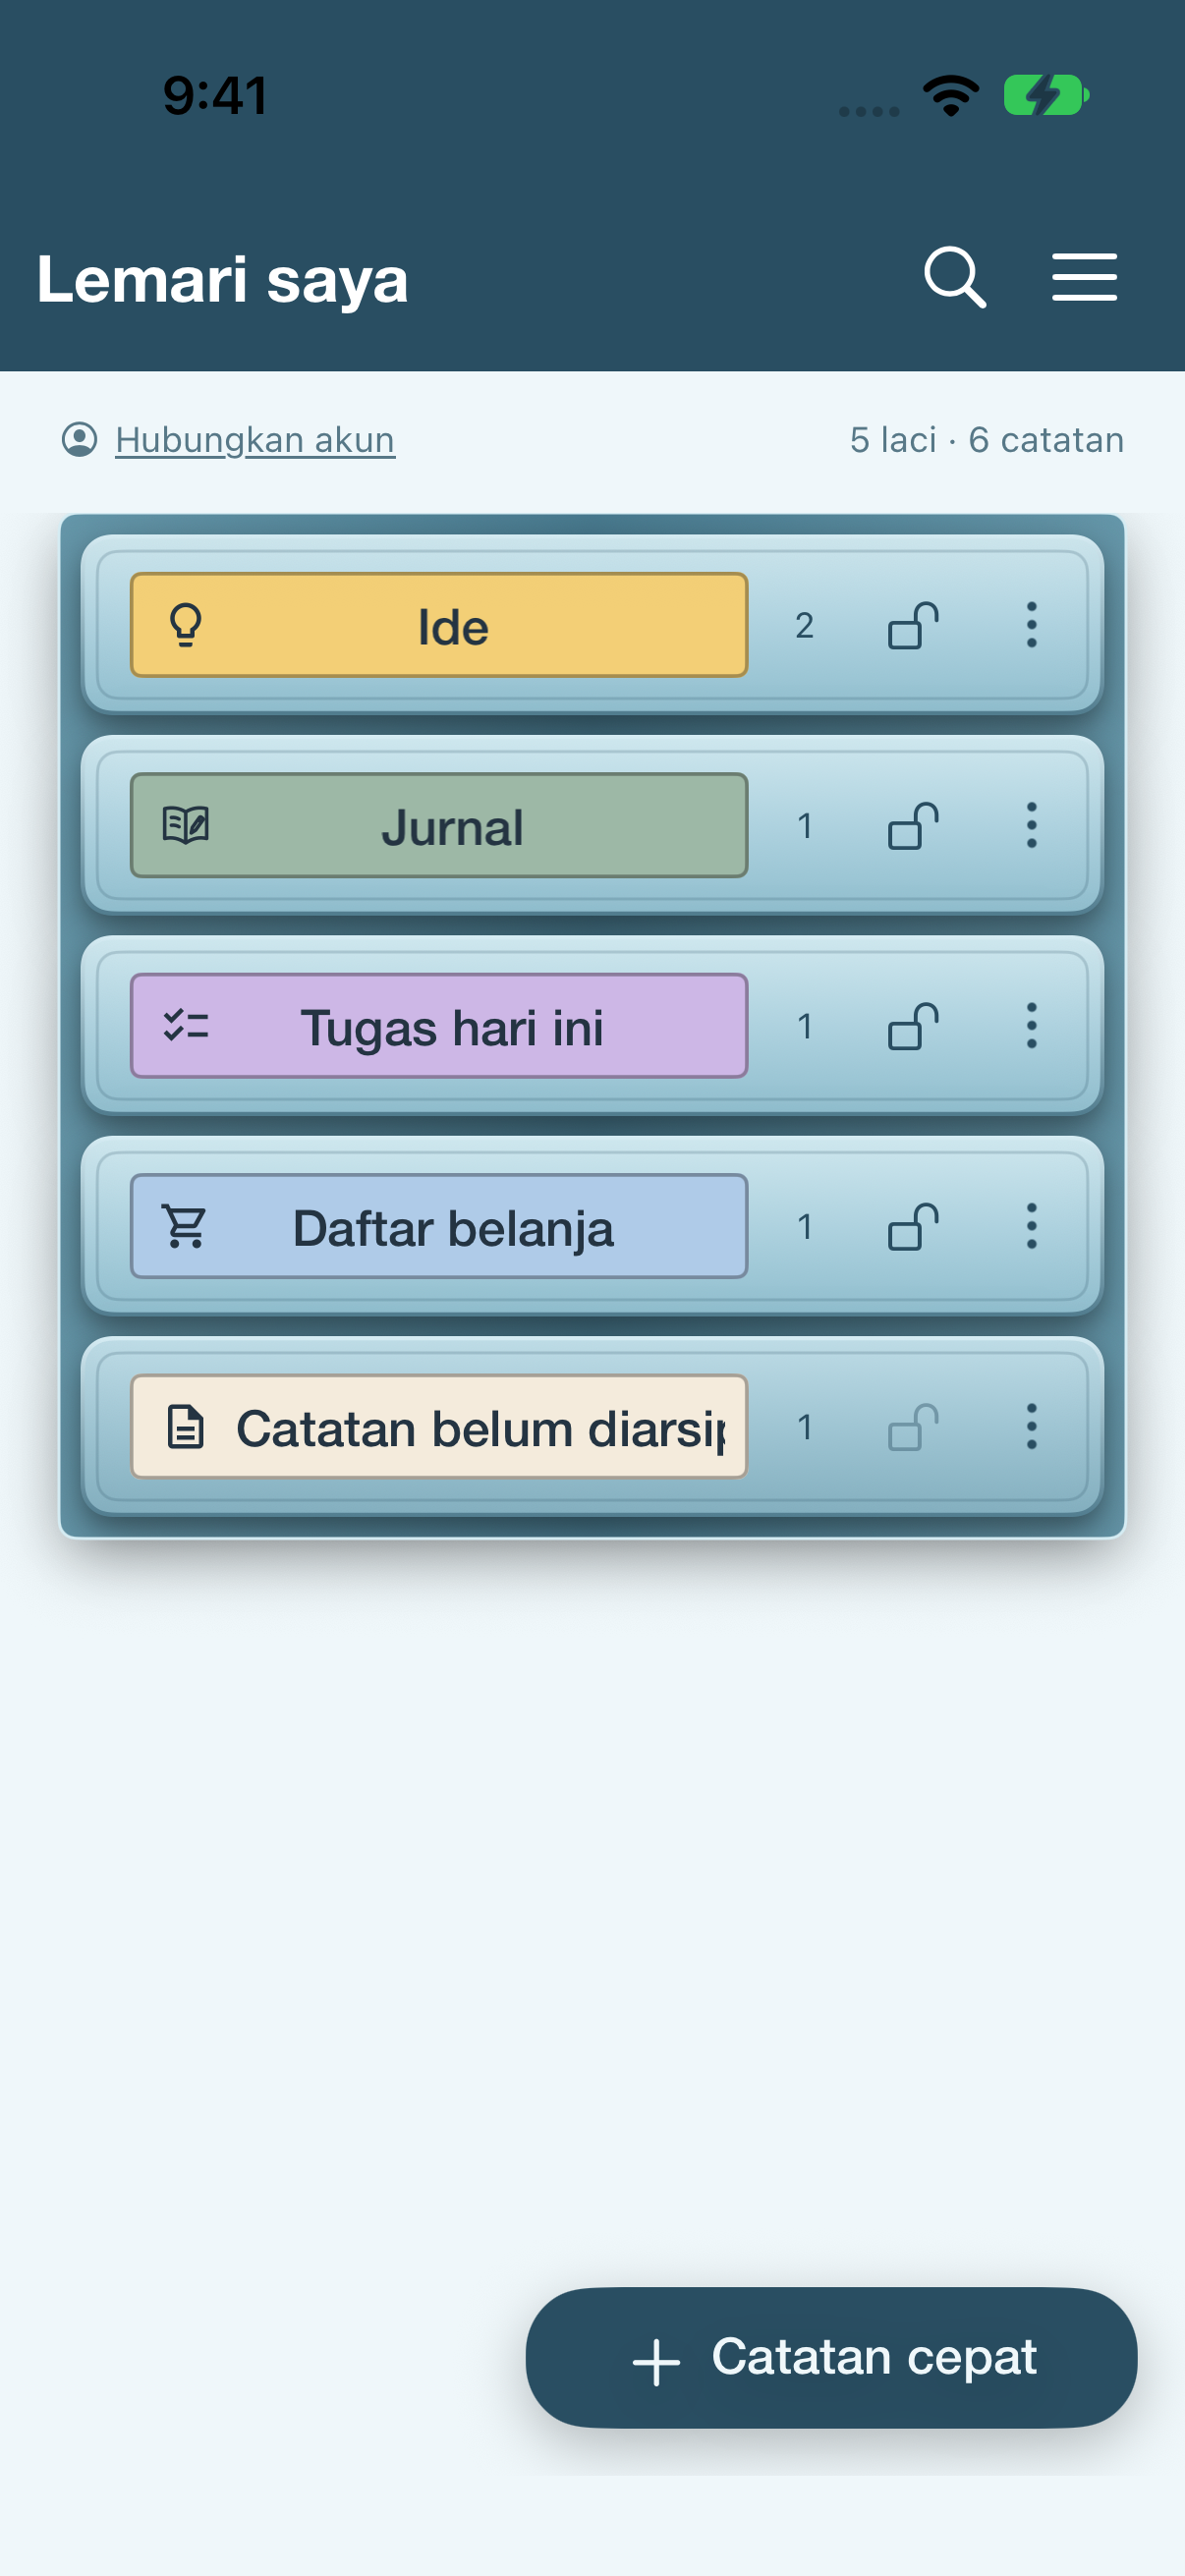 9:41
Lemari saya
Hubungkan akun
5 laci · 6 catatan
Ide 2
Jurnal 1
Tugas hari ini 1
Daftar belanja 1
Catatan belum 1
Catatan cepat